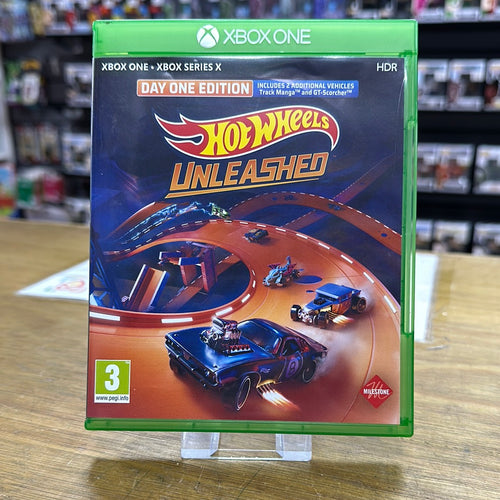 XBOX ONE
XBOX ONE • XBOX SERIES X
HDR
DAY ONE EDITION
INCLUDES 2 ADDITIONAL VEHICLES
Track Manga™ and GT-Scorcher™
HOT WHEELS
UNLEASHED
3
www.pegi.info
MILESTONE